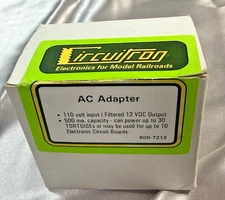 Circuitron
Electronics for Model Railroads
AC Adapter
• 110 volt input / Filtered 12 VDC Output
• 500 ma. capacity - can power up to 30
TORTOISEs or may be used for up to 10
Electronic Circuit Boards
800-7212